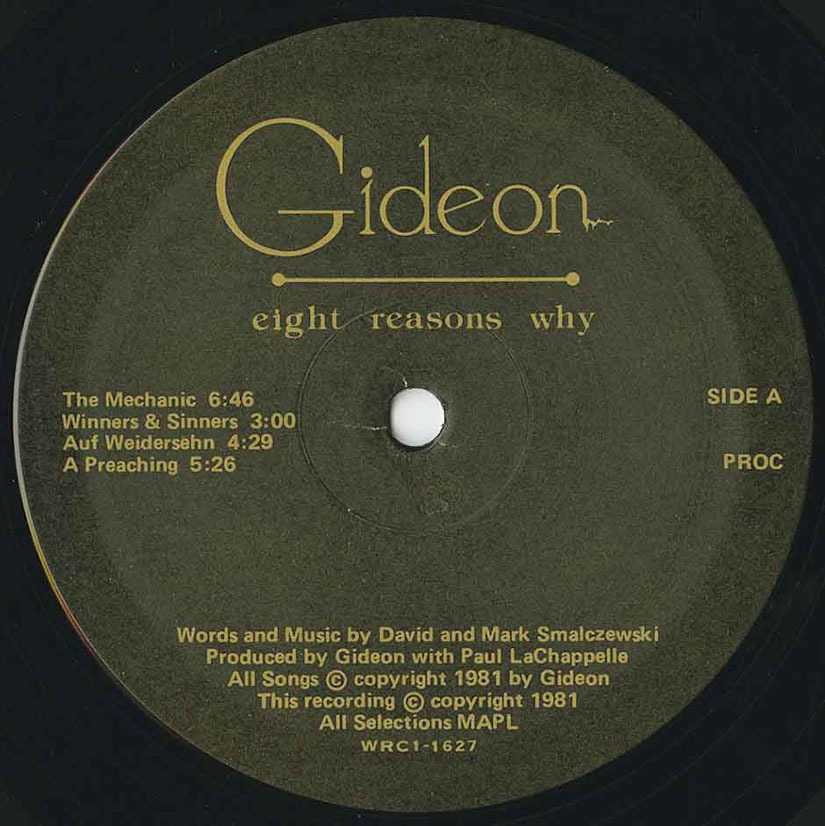 Gideon
eight reasons why
The Mechanic 6:46
Winners & Sinners 3:00
Auf Weidersehn 4:29
A Preaching 5:26
SIDE A
PROC
Words and Music by David and Mark Smalczewski
Produced by Gideon with Paul LaChappelle
All Songs © copyright 1981 by Gideon
This recording © copyright 1981
All Selections MAPL
WRC1-1627